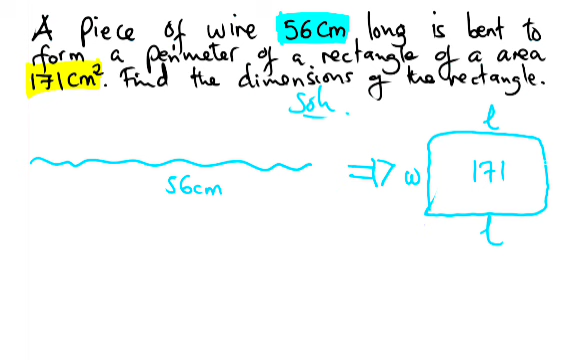 A piece of wire 56cm long is bent to
form a perimeter of a rectangle of a area
171cm². Find the dimensions of the rectangle.
Soln.
l
⇒ w 171
56cm
l